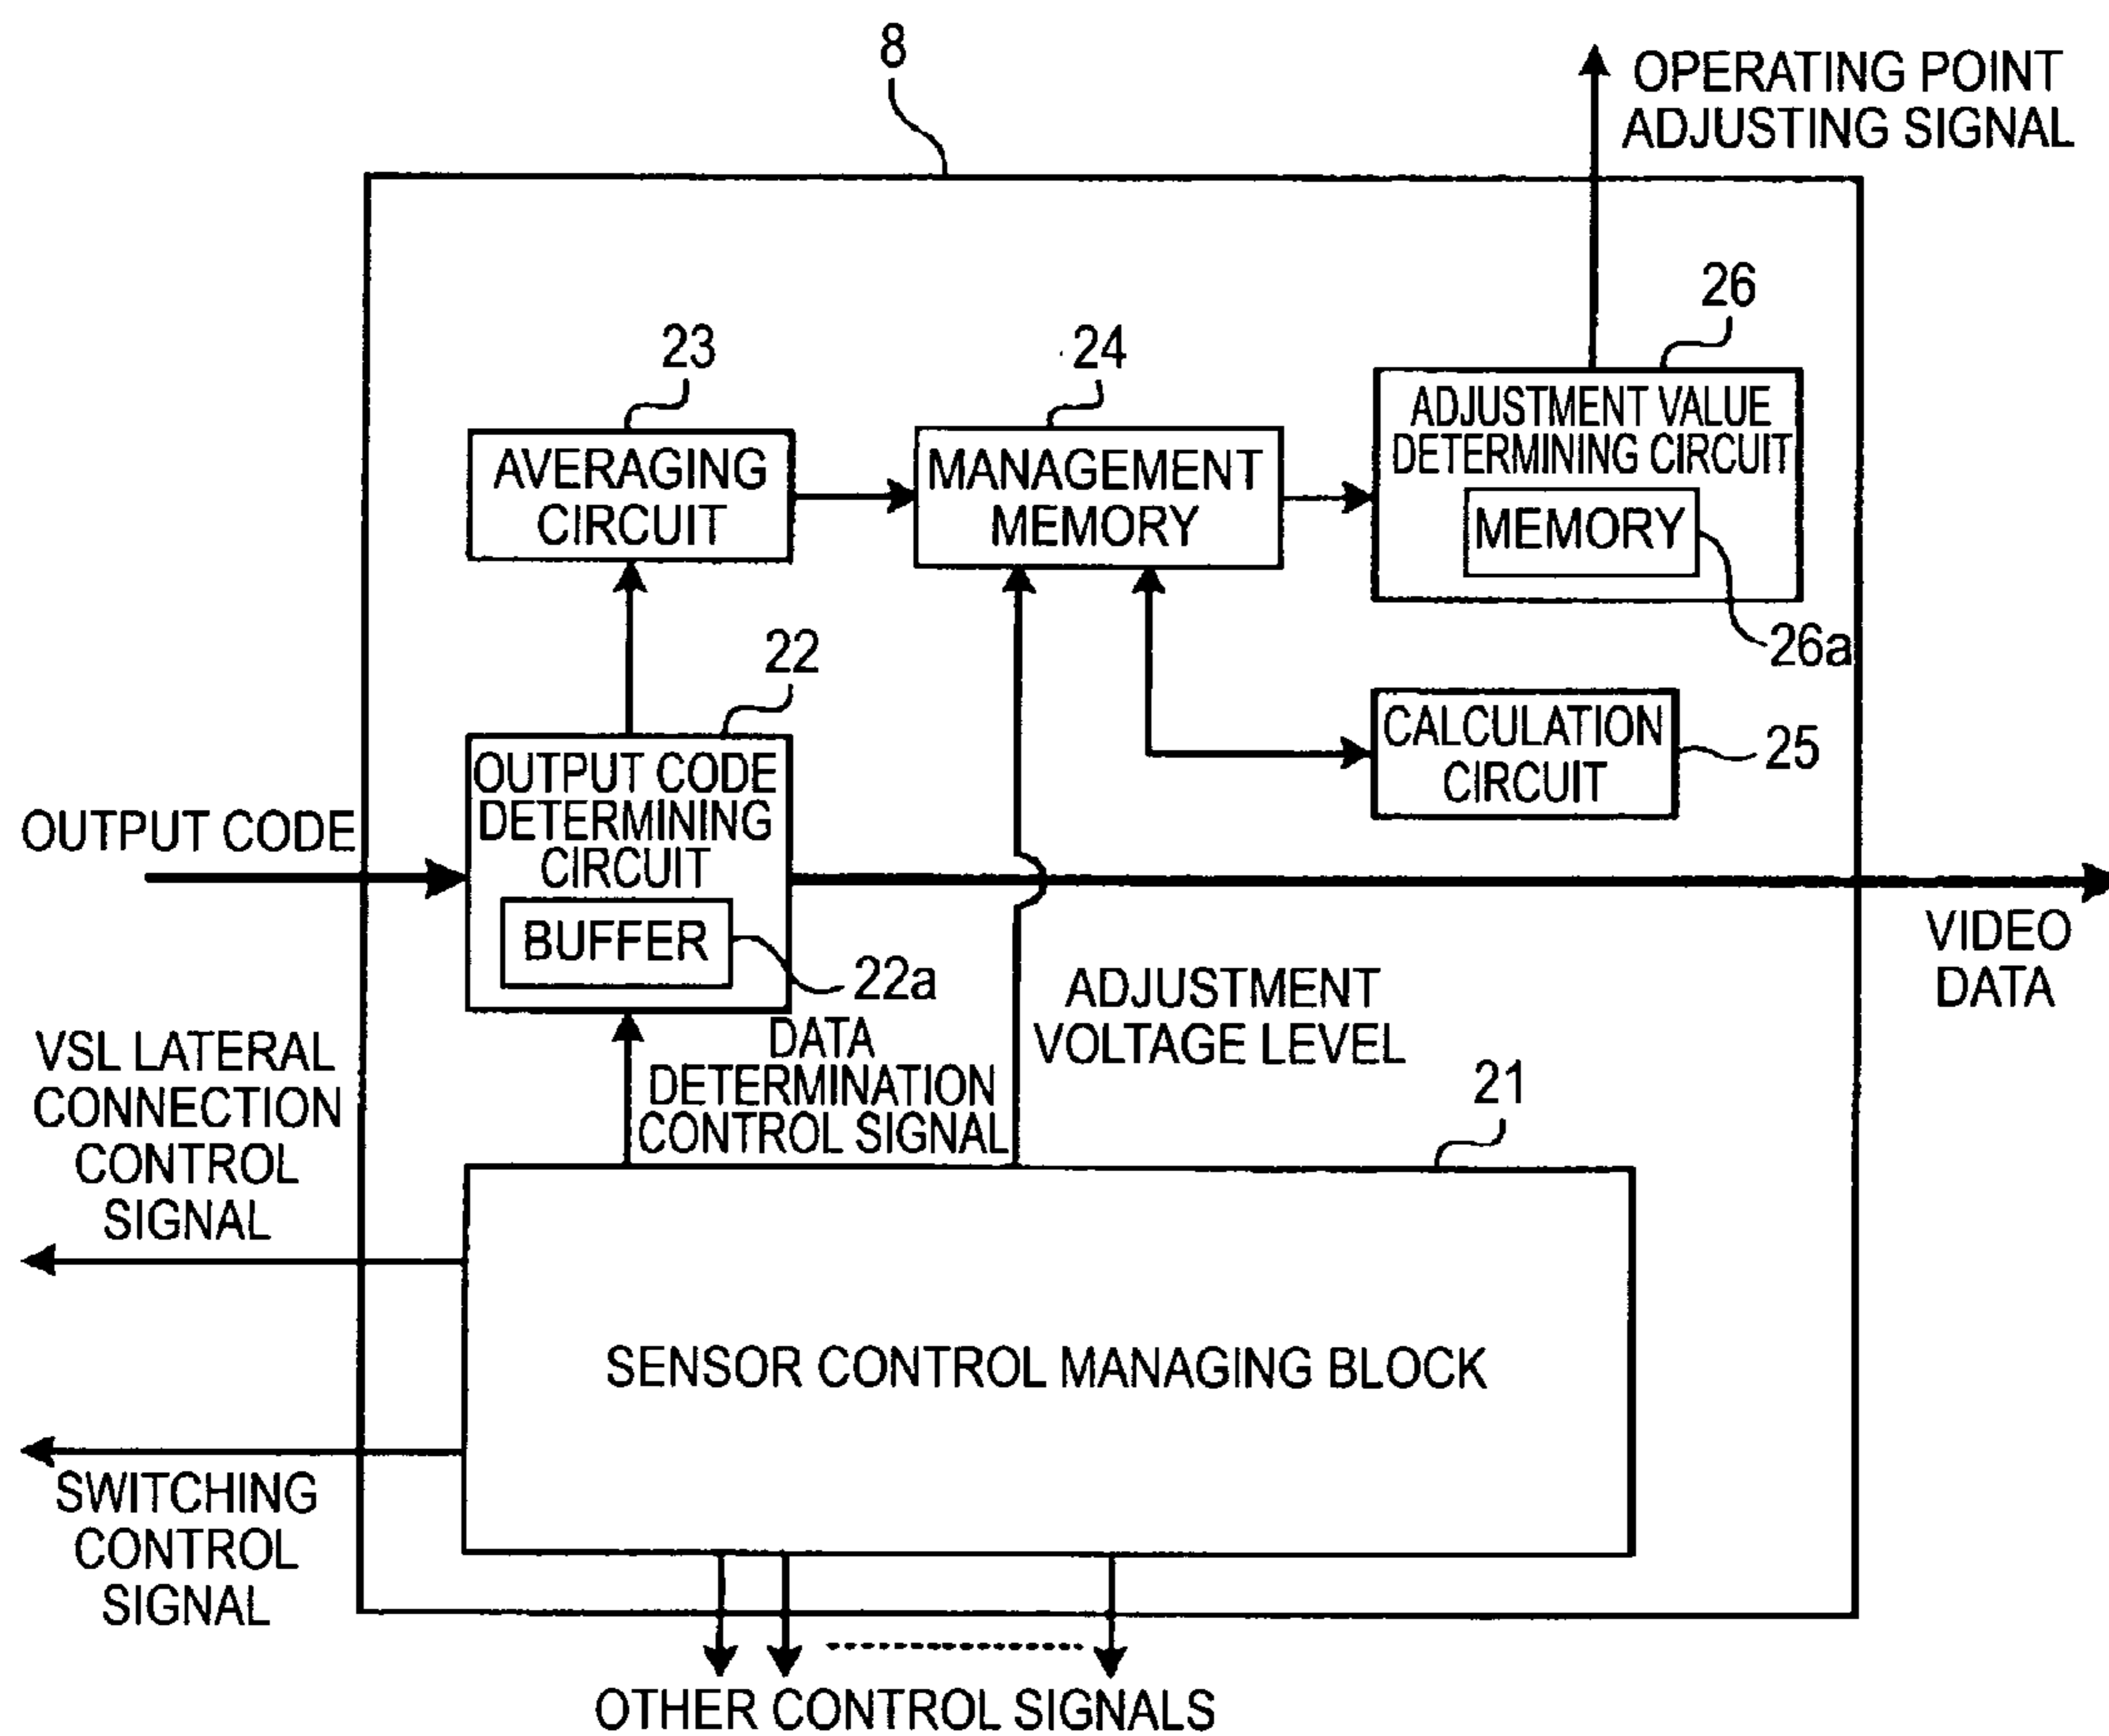 8
OPERATING POINT
ADJUSTING SIGNAL
23
24
26
AVERAGING
CIRCUIT
MANAGEMENT
MEMORY
ADJUSTMENT VALUE
DETERMINING CIRCUIT
MEMORY
26a
22
OUTPUT CODE
DETERMINING
CIRCUIT
BUFFER
22a
CALCULATION
CIRCUIT
25
OUTPUT CODE
VIDEO
DATA
ADJUSTMENT
VOLTAGE LEVEL
DATA
DETERMINATION
CONTROL SIGNAL
VSL LATERAL
CONNECTION
CONTROL
SIGNAL
21
SENSOR CONTROL MANAGING BLOCK
SWITCHING
CONTROL
SIGNAL
OTHER CONTROL SIGNALS